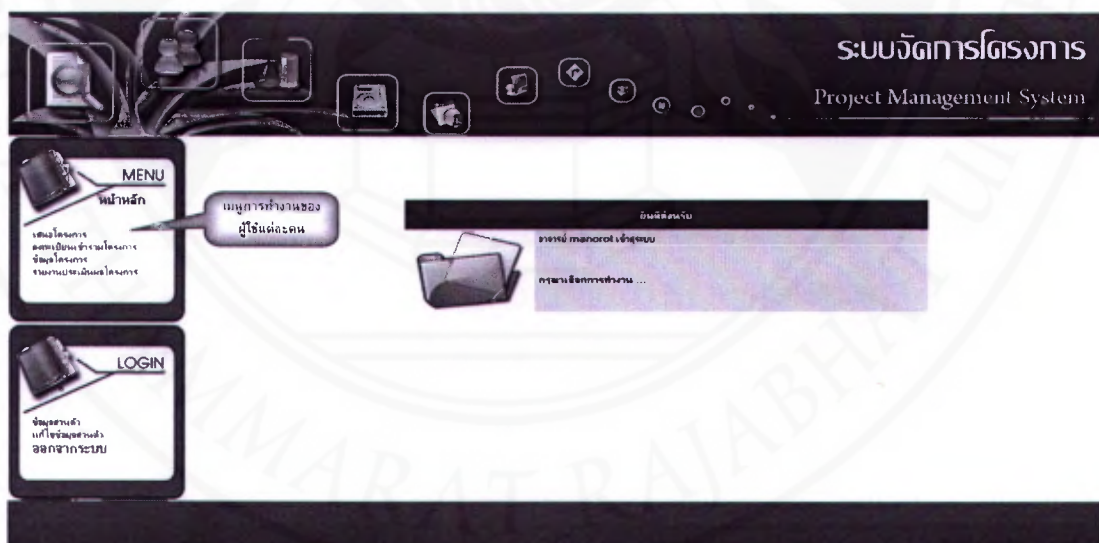 ระบบจัดการโครงการ
Project Management System
MENU
หน้าหลัก
เสนอโครงการ
ลงทะเบียนเข้าร่วมโครงการ
ข้อมูลโครงการ
รายงานประเมินผลโครงการ
เมนูการทำงานของ
ผู้ใช้แต่ละคน
ยินดีต้อนรับ
อาจารย์ manorot เข้าสู่ระบบ
กรุณาเลือกการทำงาน ...
LOGIN
ข้อมูลส่วนตัว
แก้ไขข้อมูลส่วนตัว
ออกจากระบบ